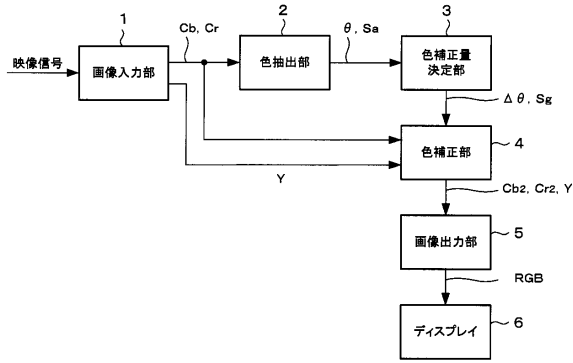 1
2
3
Cb, Cr
θ, Sa
映像信号
画像入力部
色抽出部
色補正量
決定部
Δθ, Sg
色補正部
4
Y
Cb2, Cr2, Y
画像出力部
5
RGB
ディスプレイ
6